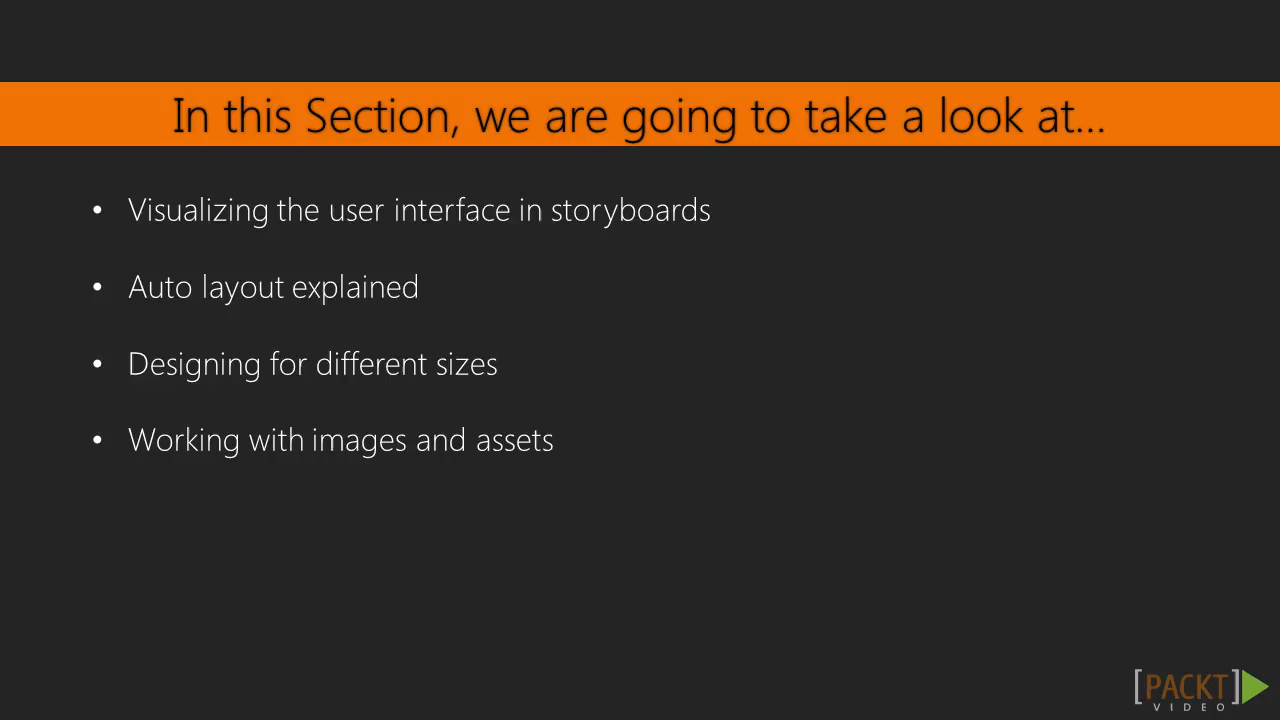 In this Section, we are going to take a look at...
• Visualizing the user interface in storyboards
• Auto layout explained
• Designing for different sizes
• Working with images and assets
[PACKT]
VIDEO